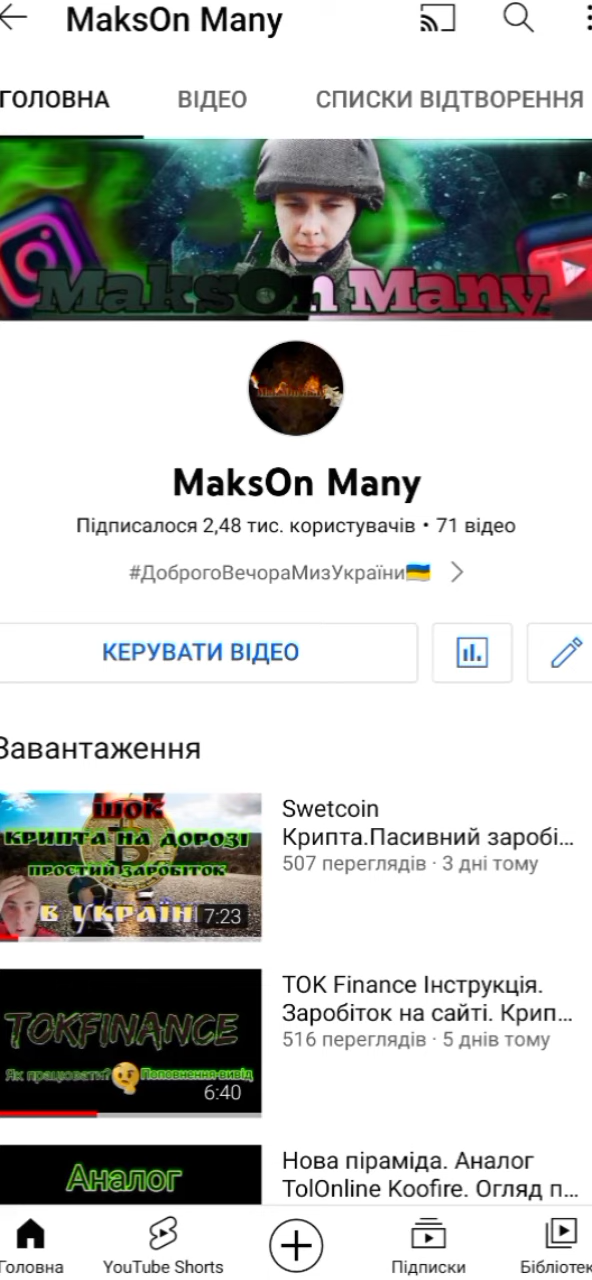 MaksOn Many
ГОЛОВНА ВІДЕО СПИСКИ ВІДТВОРЕННЯ
MaksOn Many
MaksOn Many
Підписалося 2,48 тис. користувачів • 71 відео
#ДоброгоВечораМизУкраїни🇺🇦
КЕРУВАТИ ВІДЕО
Завантаження
ШОК
КРИПТА НА ДОРОЗІ
ПРОСТИЙ ЗАРОБІТОК
В УКРАЇНІ
7:23
Swetcoin
Крипта.Пасивний заробі...
507 переглядів · 3 дні тому
TOKFINANCE
Як працювати?🤔Поповнення-вивід
6:40
TOK Finance Інструкція.
Заробіток на сайті. Крип...
516 переглядів · 5 днів тому
Аналог
Нова піраміда. Аналог
TolOnline Koofire. Огляд п...
Головна YouTube Shorts Підписки Бібліотек